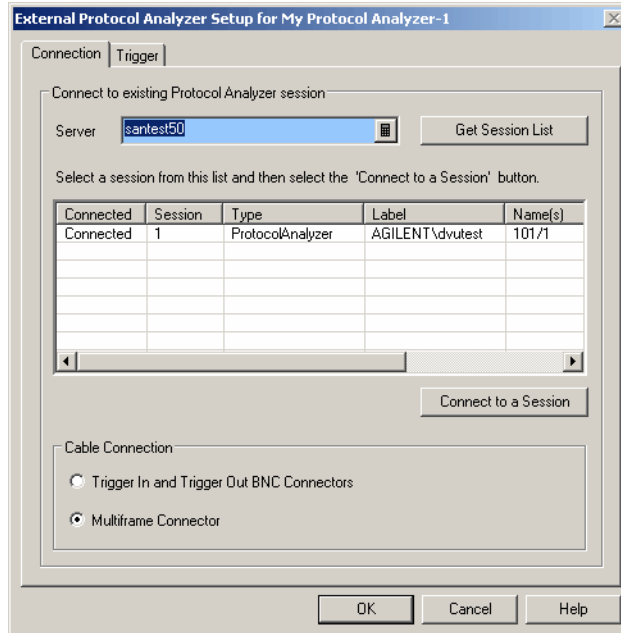 External Protocol Analyzer Setup for My Protocol Analyzer-1
Connection Trigger
Connect to existing Protocol Analyzer session
Server santest50 Get Session List
Select a session from this list and then select the 'Connect to a Session' button.
Connected Session Type Label Name(s)
Connected 1 ProtocolAnalyzer AGILENT\dvutest 101/1
Connect to a Session
Cable Connection
Trigger In and Trigger Out BNC Connectors
Multiframe Connector
OK Cancel Help